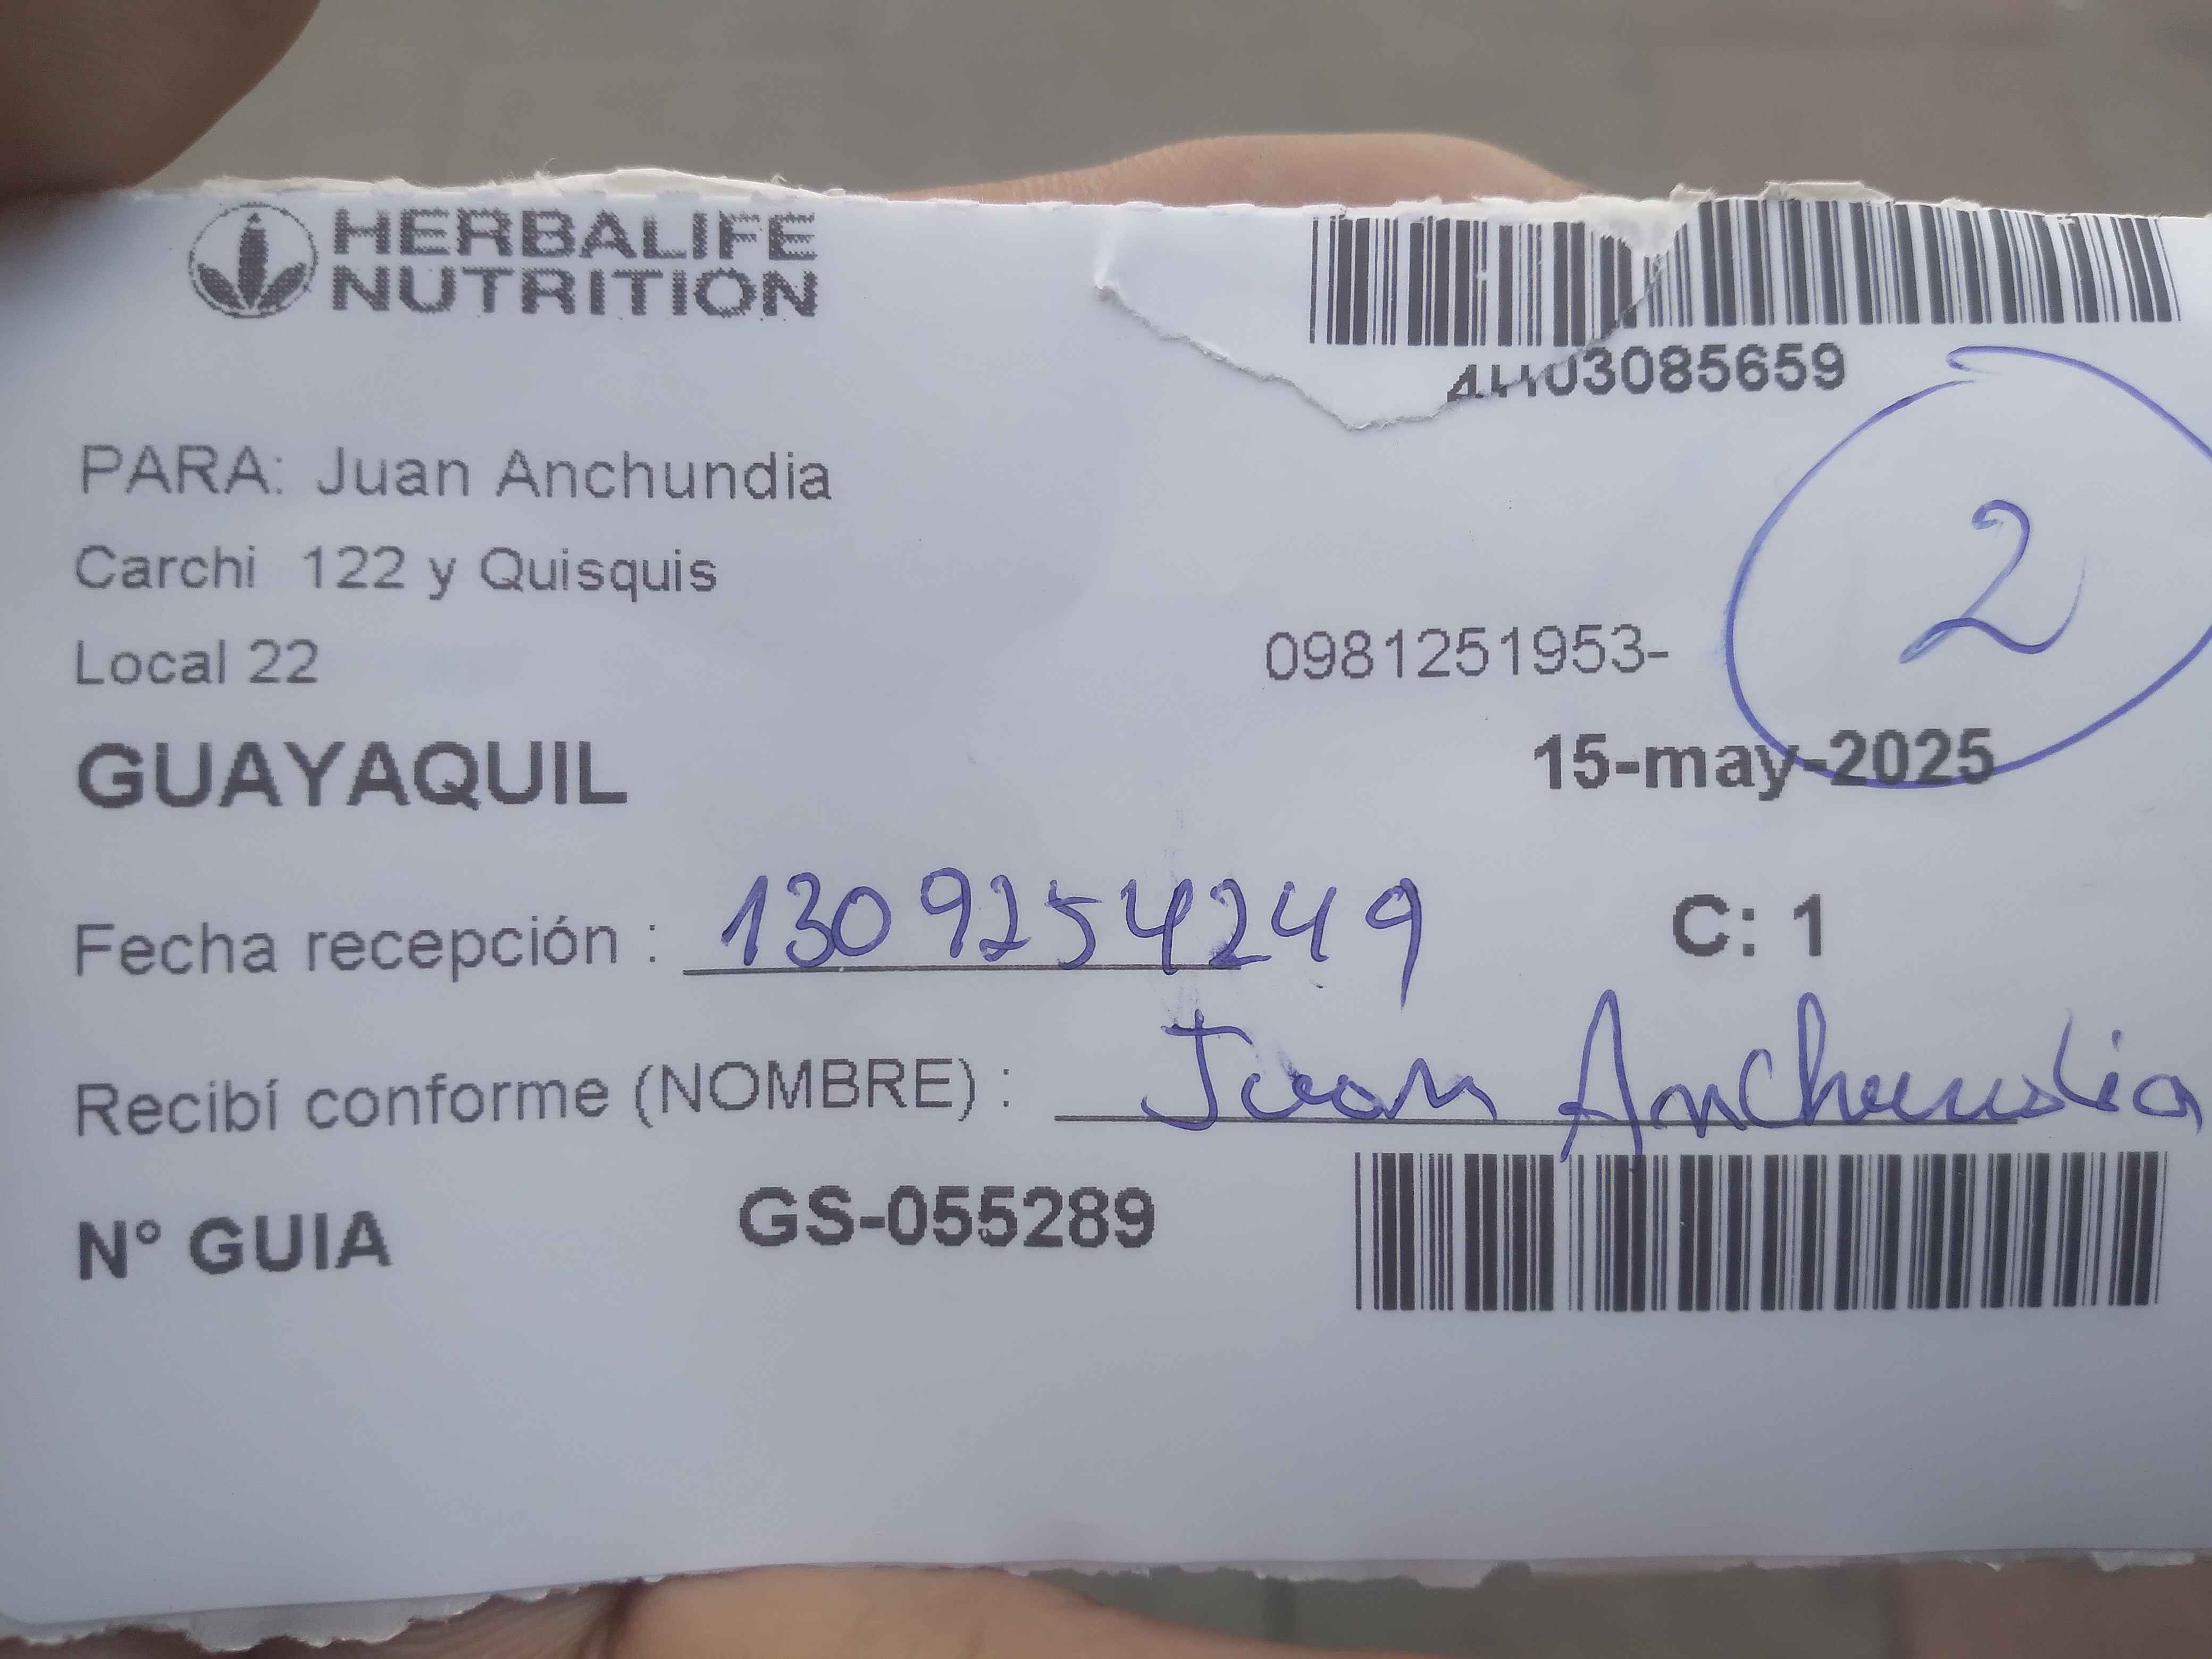 HERBALIFE
NUTRITION
03085659
PARA: Juan Anchundia
Carchi 122 y Quisquis
2
Local 22
0981251953-
GUAYAQUIL
15-may-2025
Fecha recepción : 1309254249
C: 1
Recibí conforme (NOMBRE) : Juan Anchundia
N° GUIA GS-055289